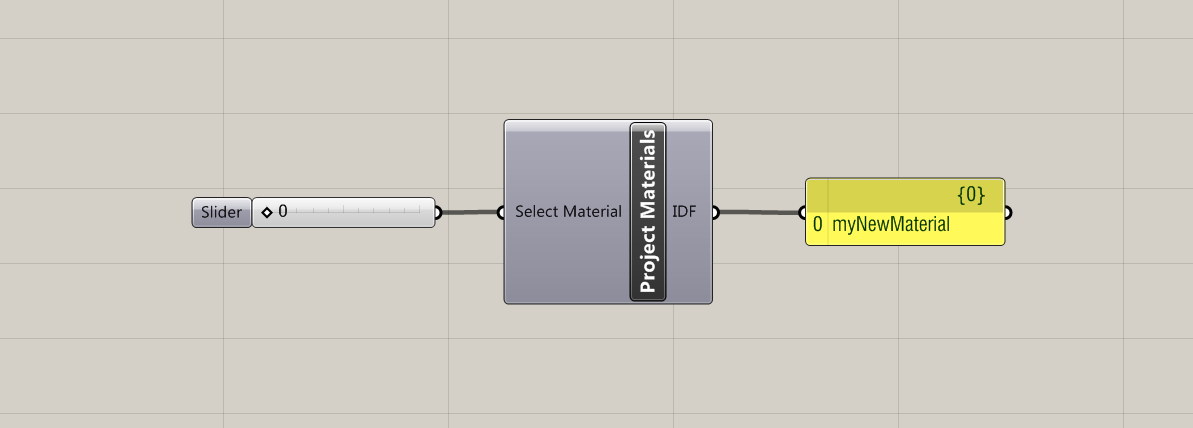 Slider
0
Select Material
Project Materials
IDF
{0}
0 myNewMaterial